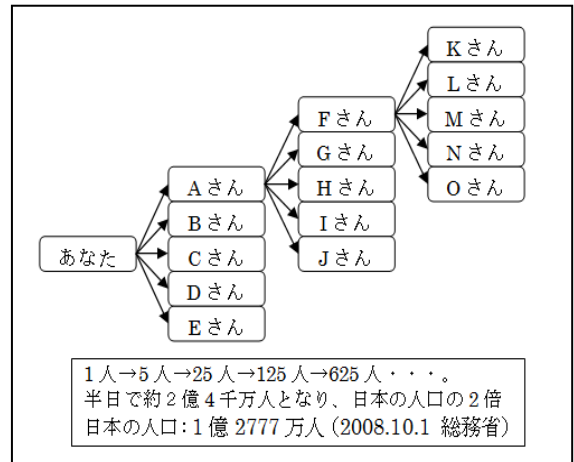 あなた
Aさん
Bさん
Cさん
Dさん
Eさん
Fさん
Gさん
Hさん
Iさん
Jさん
Kさん
Lさん
Mさん
Nさん
Oさん
1人→5人→25人→125人→625人・・・。
半日で約2億4千万人となり、日本の人口の2倍
日本の人口:1億2777万人(2008.10.1 総務省)